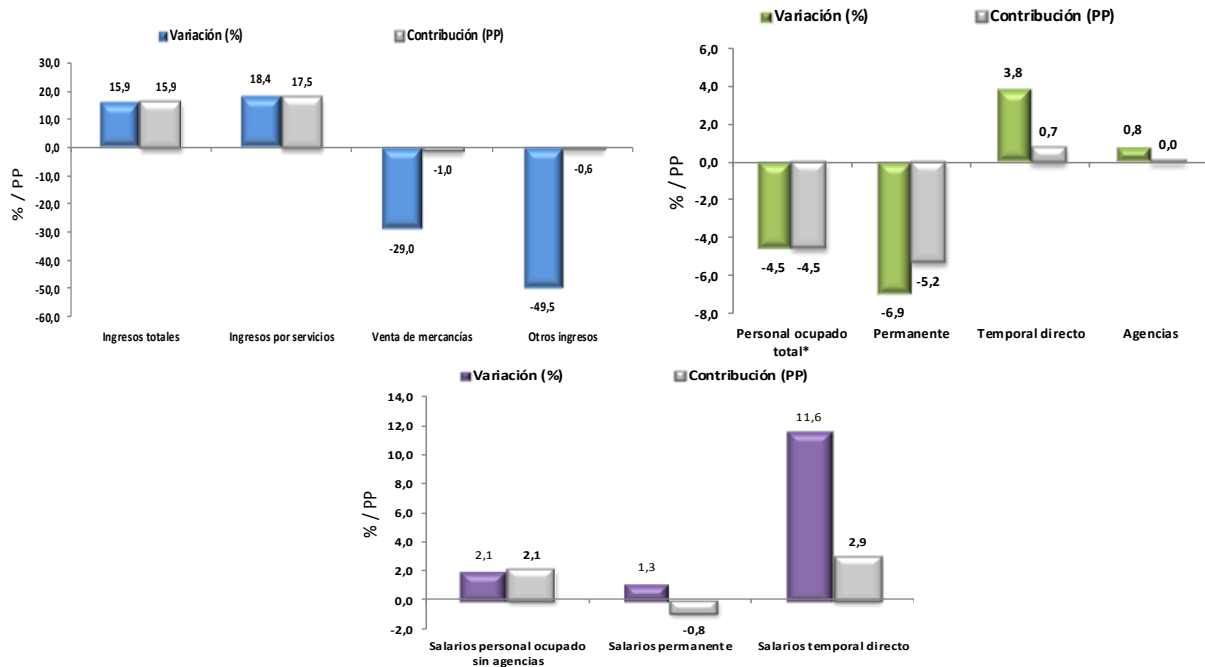 Variación (%) Contribución (PP)
% / PP
30,0
20,0
10,0
0,0
-10,0
-20,0
-30,0
-40,0
-50,0
-60,0
15,9 15,9 18,4 17,5
-29,0 -1,0 -49,5 -0,6
Ingresos totales Ingresos por servicios Venta de mercancías Otros ingresos
Variación (%) Contribución (PP)
% / PP
6,0
4,0
2,0
0,0
-2,0
-4,0
-6,0
-8,0
3,8 0,7 0,8 0,0
-4,5 -4,5 -6,9 -5,2
Personal ocupado total* Permanente Temporal directo Agencias
Variación (%) Contribución (PP)
% / PP
14,0
12,0
10,0
8,0
6,0
4,0
2,0
0,0
-2,0
2,1 2,1 1,3 -0,8 11,6 2,9
Salarios personal ocupado sin agencias Salarios permanente Salarios temporal directo